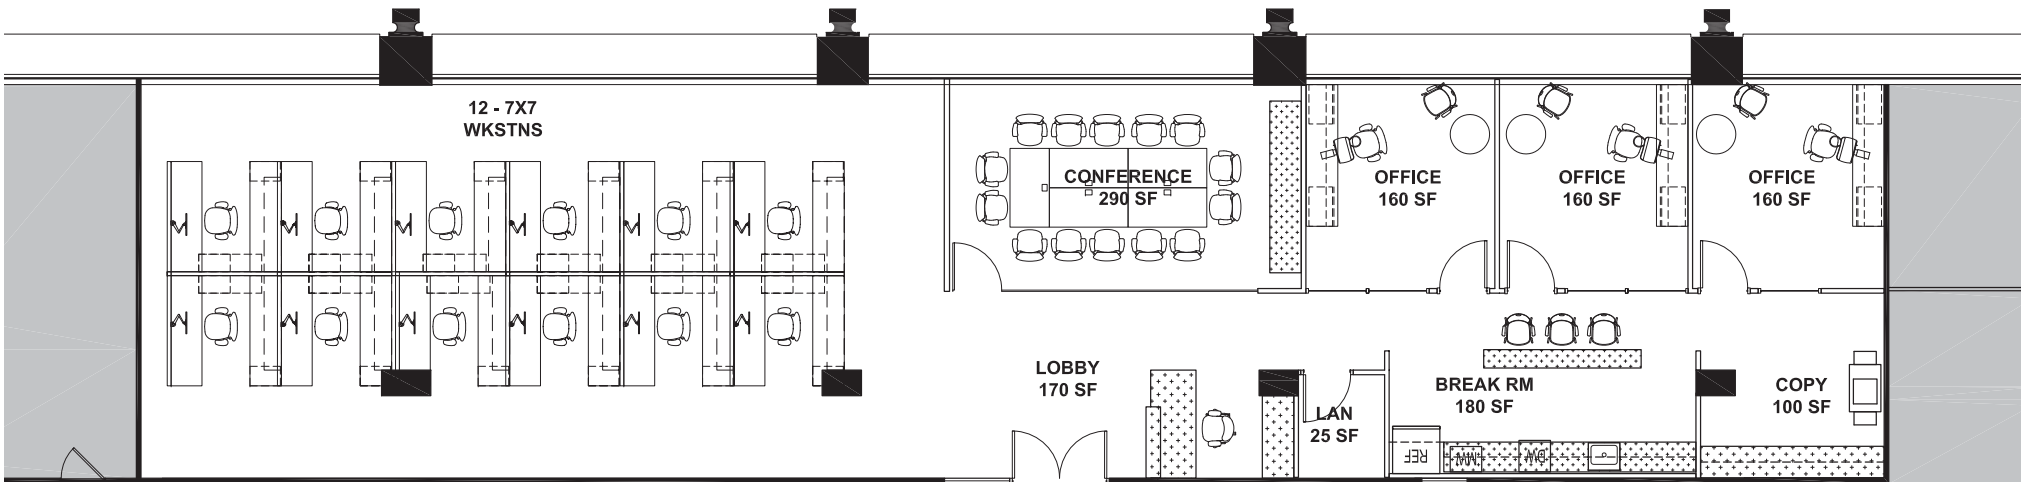 12 - 7X7
WKSTNS
CONFERENCE
290 SF
OFFICE
160 SF
OFFICE
160 SF
OFFICE
160 SF
LOBBY
170 SF
LAN
25 SF
BREAK RM
180 SF
COPY
100 SF
REF
MW
DW